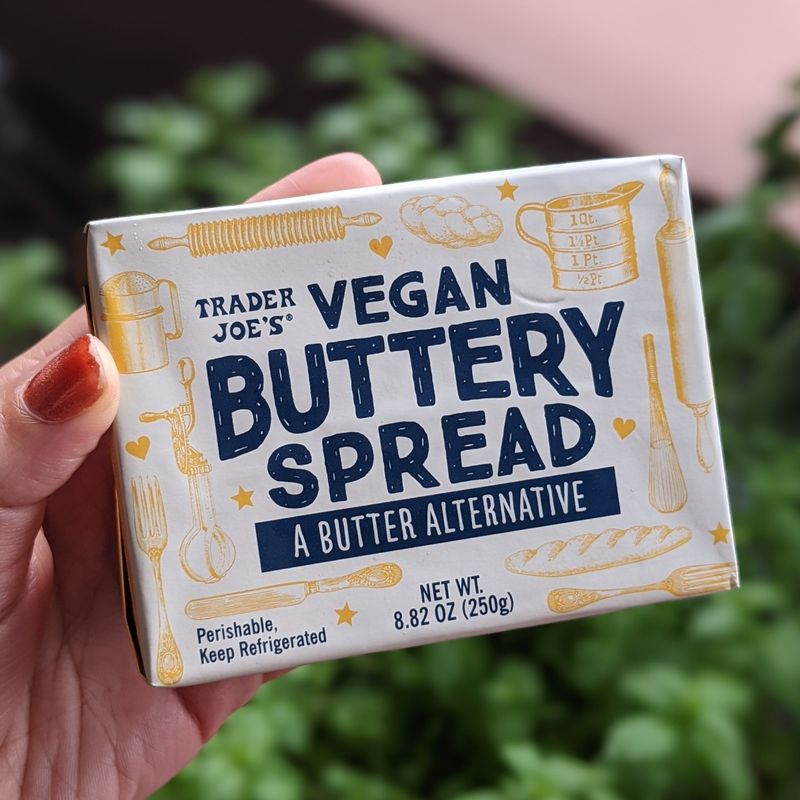 1 Qt.
1½ Pt.
1 Pt.
½ Pt.
TRADER JOE'S®
VEGAN
BUTTERY
SPREAD
A BUTTER ALTERNATIVE
NET WT.
8.82 OZ (250g)
Perishable,
Keep Refrigerated